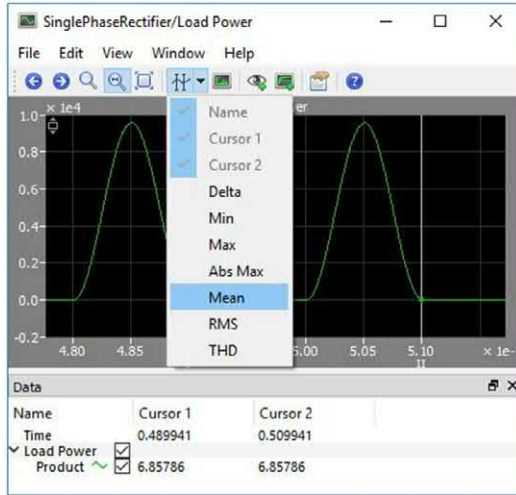 SinglePhaseRectifier/Load Power
File Edit View Window Help
× 1e4
er
1.0
0.8
0.6
0.4
0.2
0.0
-0.2
Name
Cursor 1
Cursor 2
Delta
Min
Max
Abs Max
Mean
RMS
THD
4.80 4.85 5.00 5.05 5.10 × 1e-
II
Data
Name Cursor 1 Cursor 2
Time 0.489941 0.509941
Load Power
Product 6.85786 6.85786